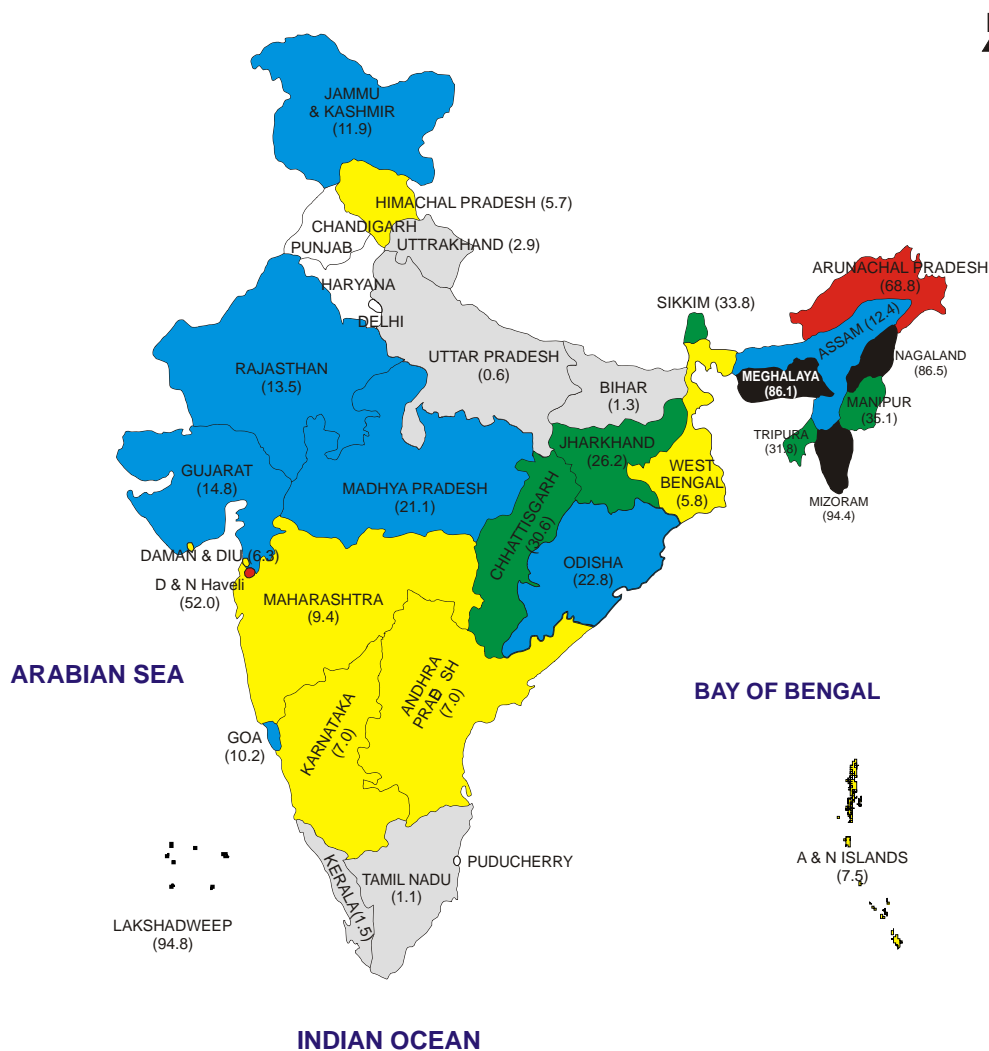 JAMMU
& KASHMIR
(11.9)
HIMACHAL PRADESH (5.7)
CHANDIGARH
PUNJAB
UTTRAKHAND (2.9)
HARYANA
DELHI
ARUNACHAL PRADESH
(68.8)
SIKKIM (33.8)
ASSAM (12.4)
NAGALAND
(86.5)
MEGHALAYA
(86.1)
MANIPUR
(35.1)
TRIPURA
(31.8)
MIZORAM
(94.4)
RAJASTHAN
(13.5)
UTTAR PRADESH
(0.6)
BIHAR
(1.3)
JHARKHAND
(26.2)
WEST
BENGAL
(5.8)
GUJARAT
(14.8)
MADHYA PRADESH
(21.1)
CHHATTISGARH
(30.6)
ODISHA
(22.8)
DAMAN & DIU (6.3)
D & N Haveli
(52.0)
MAHARASHTRA
(9.4)
ANDHRA
PRAD SH
(7.0)
ARABIAN SEA
BAY OF BENGAL
GOA
(10.2)
KARNATAKA
(7.0)
PUDUCHERRY
A & N ISLANDS
(7.5)
KERALA(1.5)
TAMIL NADU
(1.1)
LAKSHADWEEP
(94.8)
INDIAN OCEAN